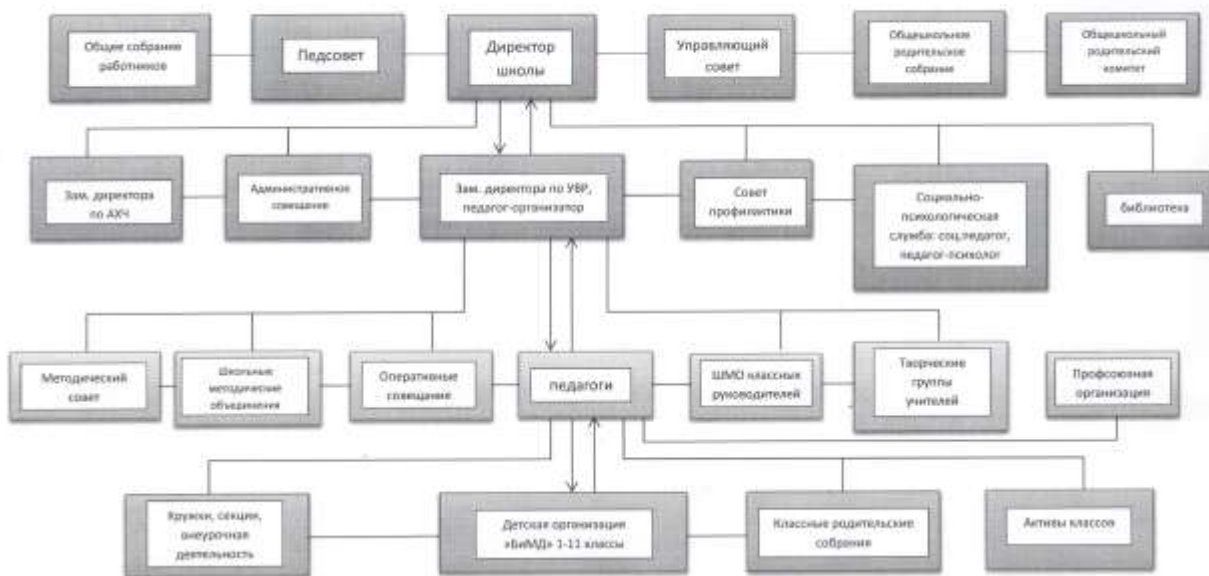 Общее собрание
работников
Педсовет
Директор
школы
Управляющий
совет
Общешкольное
родительское
собрание
Общешкольный
родительский
комитет
Зам. директора
по АХЧ
Административное
совещание
Зам. директора по УВР,
педагог-организатор
Совет
профилактики
Социально-
психологическая
служба: соц.педагог,
педагог-психолог
библиотека
Методический
совет
Школьные
методические
объединения
Оперативные
совещание
педагоги
ШМО классных
руководителей
Творческие
группы
учителей
Профсоюзная
организация
Кружки, секции,
внеурочная
деятельность
Детская организация
«БиМД» 1-11 классы
Классные родительские
собрания
Активы классов